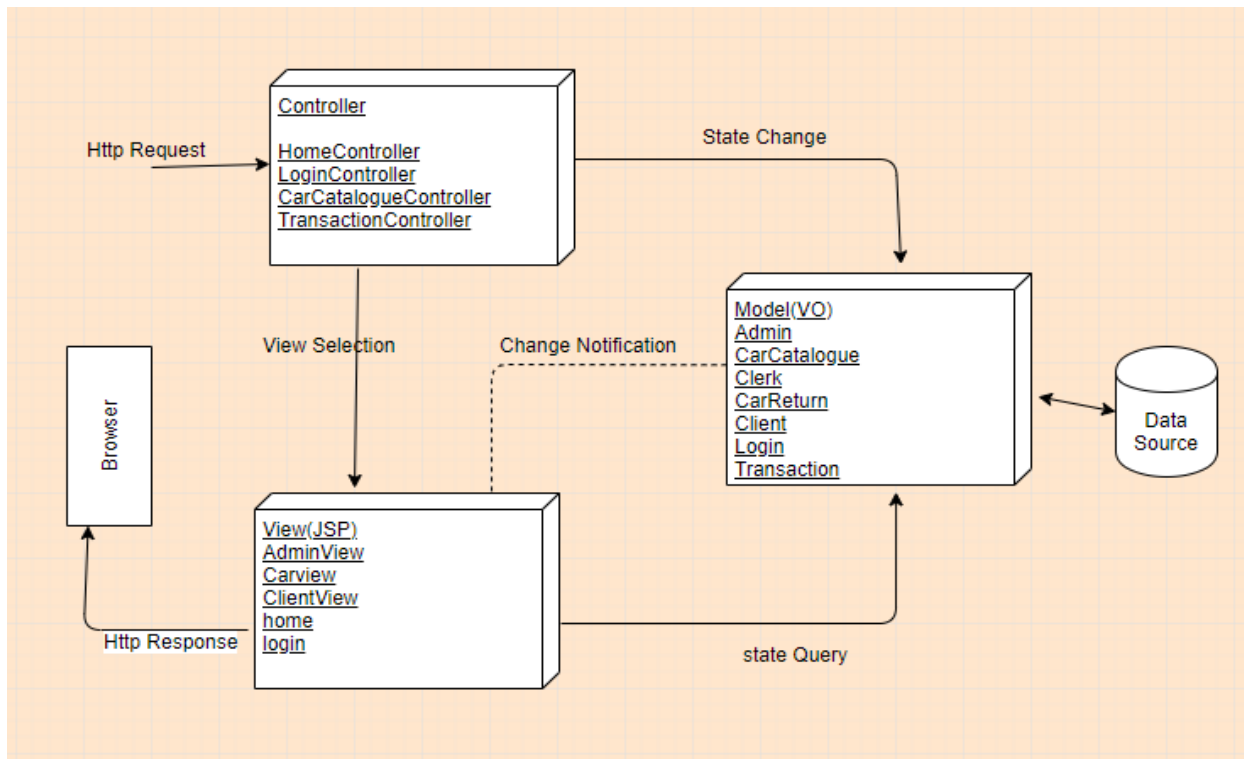 Controller
HomeController
LoginController
CarCatalogueController
TransactionController
Http Request
State Change
View Selection
Change Notification
Model(VO)
Admin
CarCatalogue
Clerk
CarReturn
Client
Login
Transaction
Data
Source
Browser
View(JSP)
AdminView
Carview
ClientView
home
login
Http Response
state Query